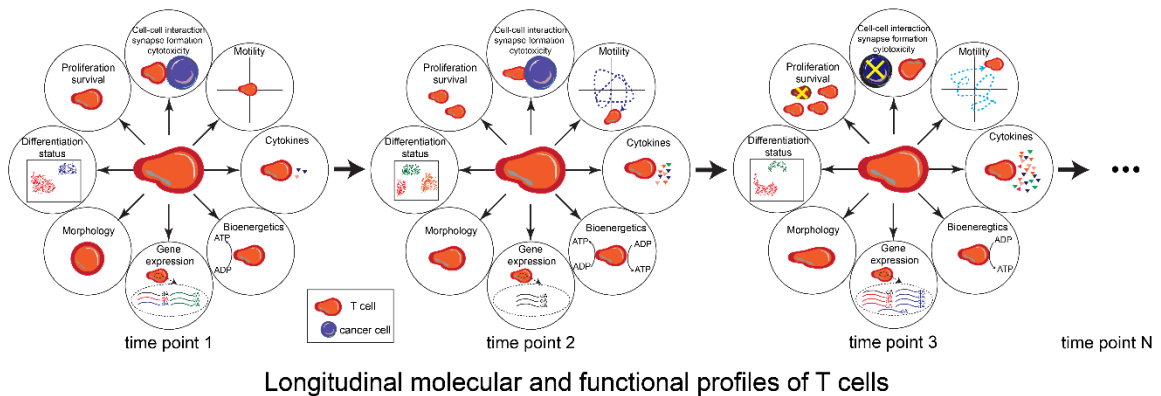 Cell-cell interaction
synapse formation
cytotoxicity
Proliferation
survival
Motility
Differentiation
status
Cytokines
Morphology
Gene
expression
Bioenergetics
ATP
ADP
time point 1
T cell
cancer cell
Cell-cell interaction
synapse formation
cytotoxicity
Proliferation
survival
Motility
Differentiation
status
Cytokines
Morphology
Gene
expression
Bioenergetics
ATP
ADP
ADP
ATP
time point 2
Cell-cell interaction
synapse formation
cytotoxicity
Proliferation
survival
Motility
Differentiation
status
Cytokines
Morphology
Gene
expression
Bioeneregtics
ADP
ATP
time point 3
...
time point N
Longitudinal molecular and functional profiles of T cells